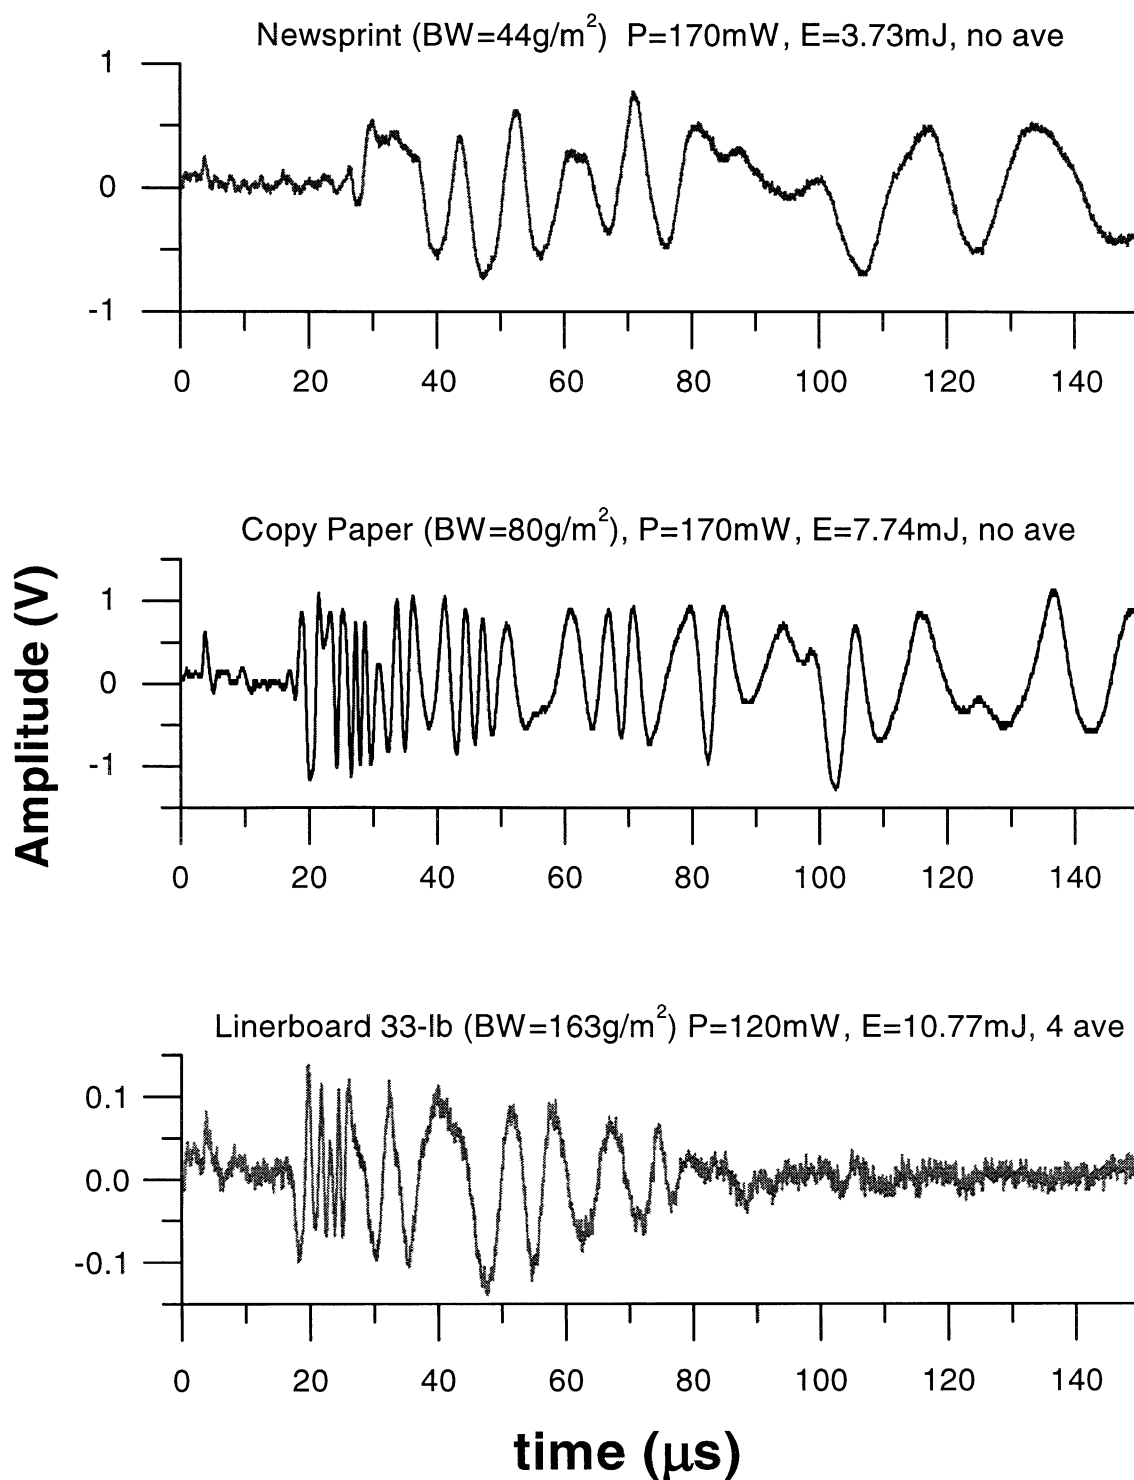 Newsprint (BW=44g/m²) P=170mW, E=3.73mJ, no ave
1
0
-1
0 20 40 60 80 100 120 140
Copy Paper (BW=80g/m²), P=170mW, E=7.74mJ, no ave
Amplitude (V)
1
0
-1
0 20 40 60 80 100 120 140
Linerboard 33-lb (BW=163g/m²) P=120mW, E=10.77mJ, 4 ave
0.1
0.0
-0.1
0 20 40 60 80 100 120 140
time (μs)